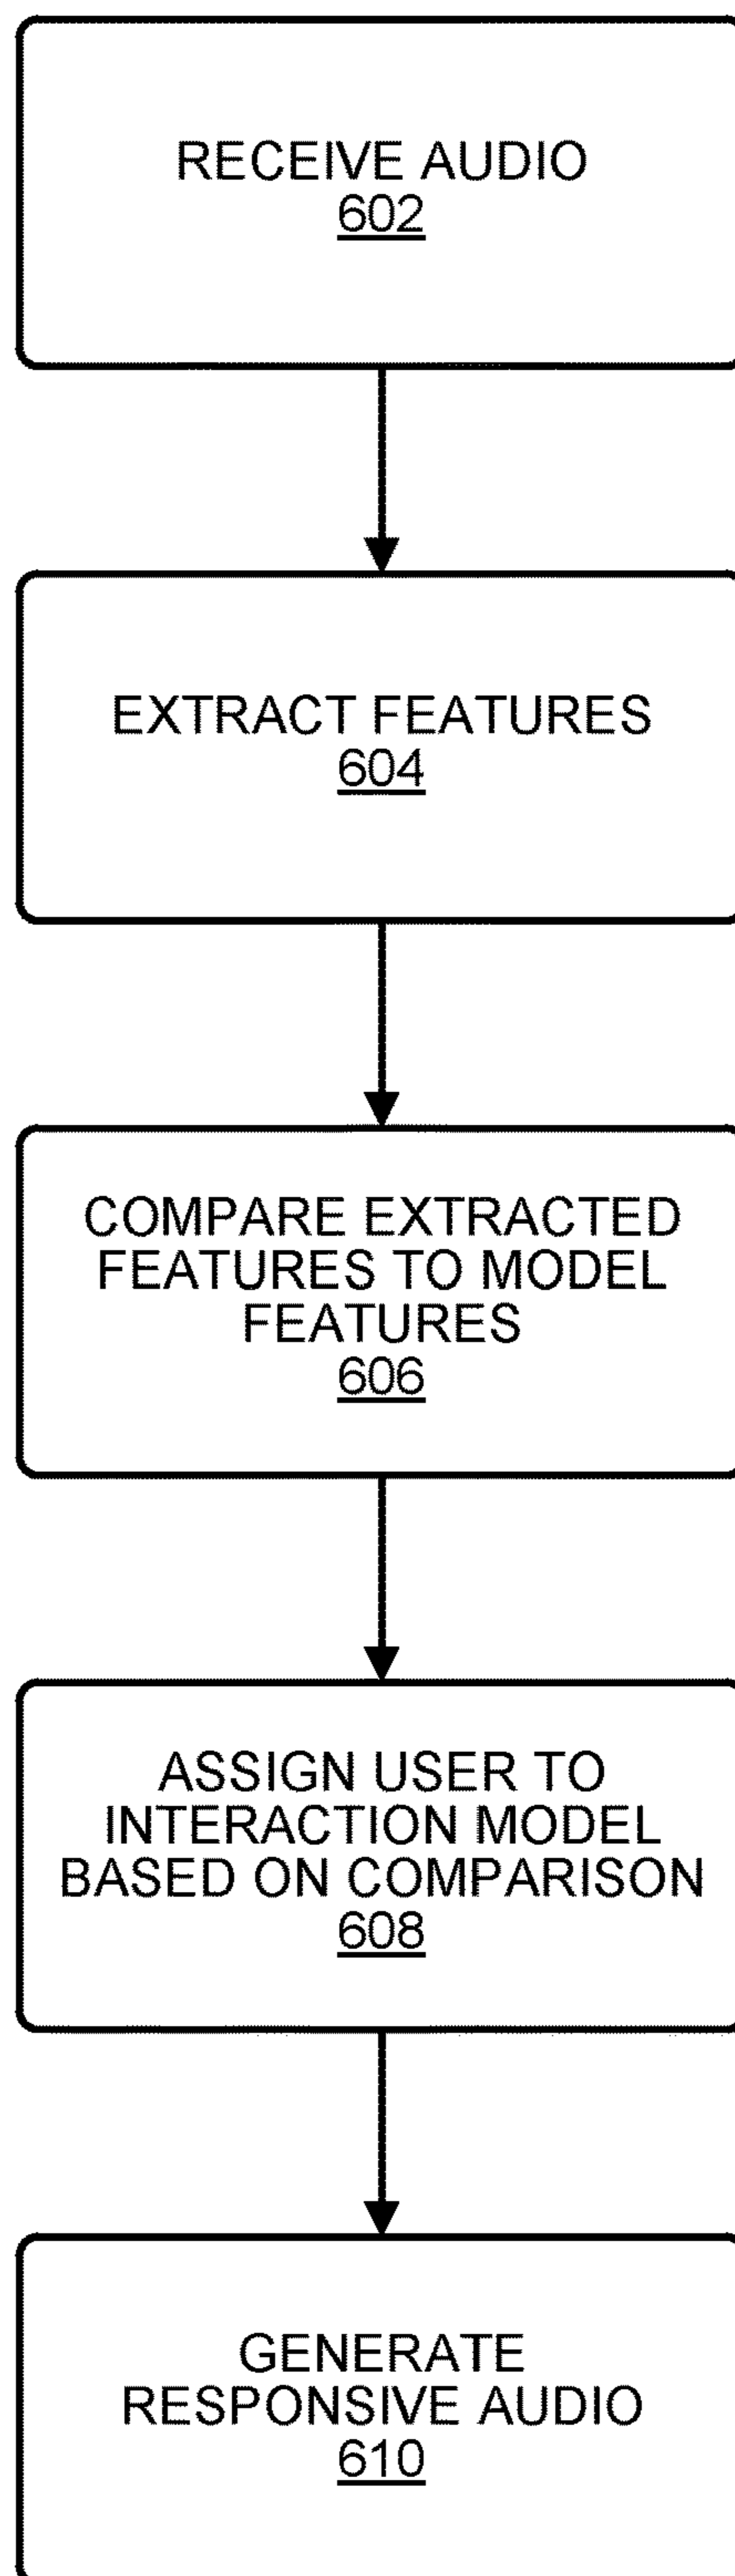 RECEIVE AUDIO
602
EXTRACT FEATURES
604
COMPARE EXTRACTED
FEATURES TO MODEL
FEATURES
606
ASSIGN USER TO
INTERACTION MODEL
BASED ON COMPARISON
608
GENERATE
RESPONSIVE AUDIO
610